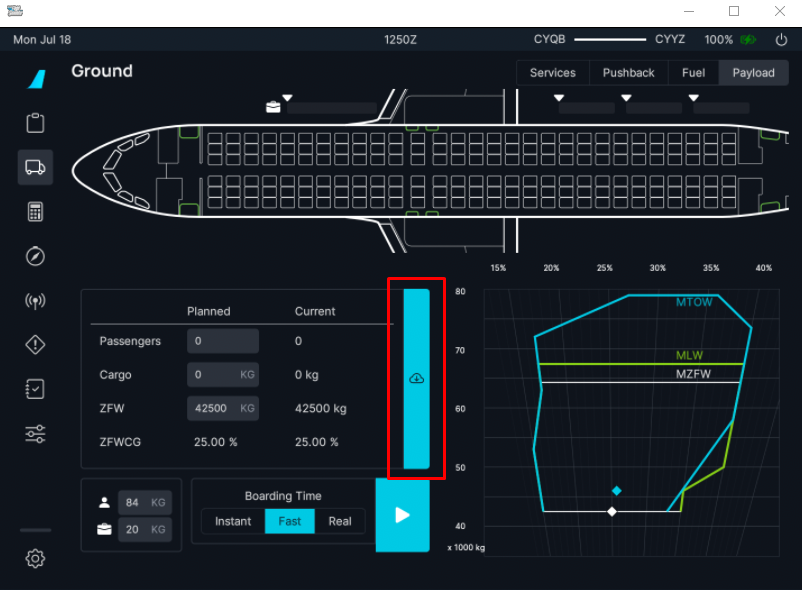 Mon Jul 18 1250Z CYQB CYYZ 100%
Ground Services Pushback Fuel Payload
15% 20% 25% 30% 35% 40%
Planned Current
Passengers 0 0
Cargo 0 KG 0 kg
ZFW 42500 KG 42500 kg
ZFWCG 25.00 % 25.00 %
84 KG
20 KG
Boarding Time
Instant Fast Real
80
MTOW
70
MLW
MZFW
60
50
40
x 1000 kg